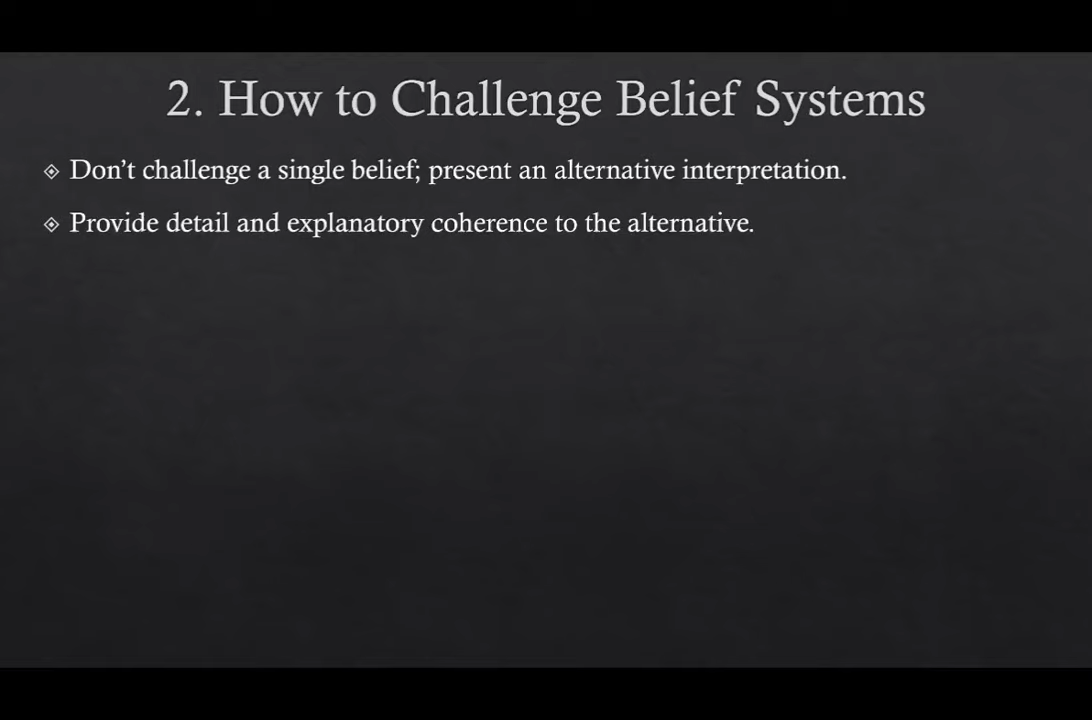 2. How to Challenge Belief Systems
Don’t challenge a single belief; present an alternative interpretation.
Provide detail and explanatory coherence to the alternative.